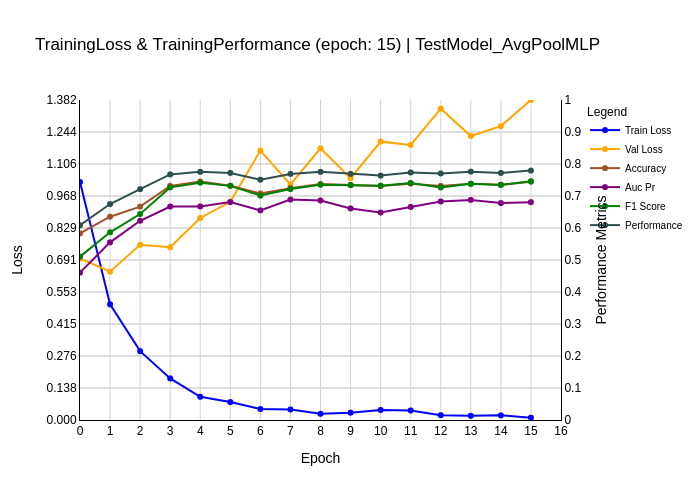 TrainingLoss & TrainingPerformance (epoch: 15) | TestModel_AvgPoolMLP
1.382
1.244
1.106
0.968
0.829
0.691
0.553
0.415
0.276
0.138
0.000
Loss
0 1 2 3 4 5 6 7 8 9 10 11 12 13 14 15 16
Epoch
1
0.9
0.8
0.7
0.6
0.5
0.4
0.3
0.2
0.1
0
Performance Metrics
Legend
Train Loss
Val Loss
Accuracy
Auc Pr
F1 Score
Performance